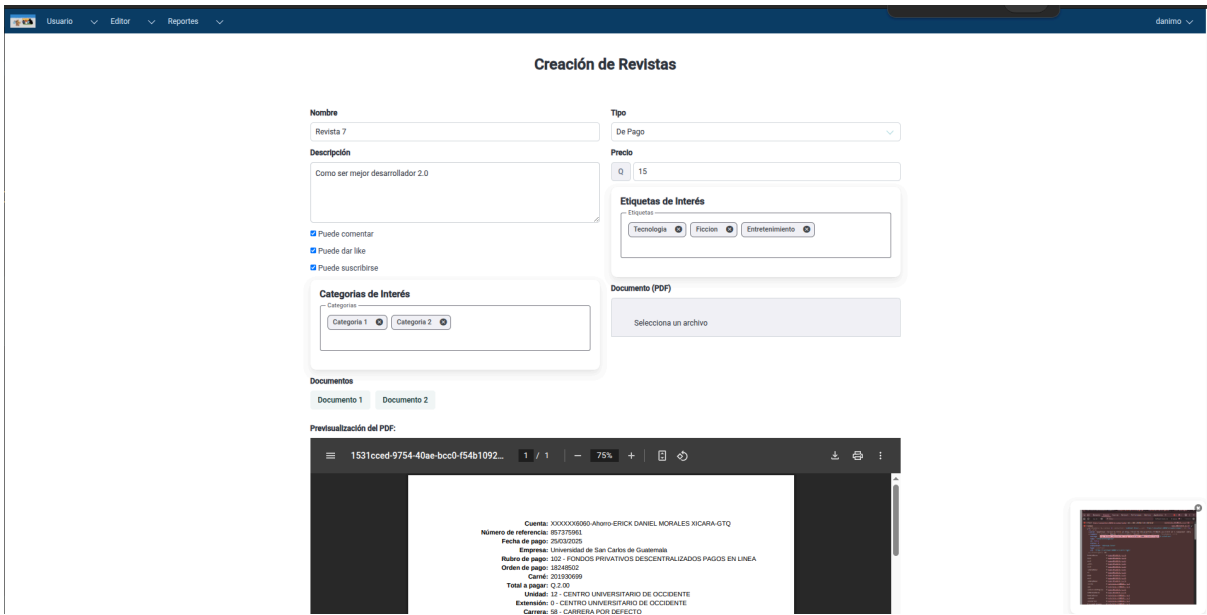 Usuario Editor Reportes danimo
Creación de Revistas
Nombre
Revista 7
Descripción
Como ser mejor desarrollador 2.0
Puede comentar
Puede dar like
Puede suscribirse
Categorias de Interés
Categorias
Categoria 1 Categoria 2
Tipo
De Pago
Precio
Q 15
Etiquetas de Interés
Etiquetas
Tecnologia Ficcion Entretenimiento
Documento (PDF)
Selecciona un archivo
Documentos
Documento 1 Documento 2
Previsualización del PDF:
1531cced-9754-40ae-bcc0-f54b1092... 1 / 1 75%
Cuenta: XXXXXX6060-Ahorro-ERICK DANIEL MORALES XICARA-GTQ
Número de referencia: 857375961
Fecha de pago: 25/03/2025
Empresa: Universidad de San Carlos de Guatemala
Rubro de pago: 102 - FONDOS PRIVATIVOS DESCENTRALIZADOS PAGOS EN LINEA
Orden de pago: 18248502
Carné: 201930699
Total a pagar: Q.2.00
Unidad: 12 - CENTRO UNIVERSITARIO DE OCCIDENTE
Extensión: 0 - CENTRO UNIVERSITARIO DE OCCIDENTE
Carrera: 58 - CARRERA POR DEFECTO